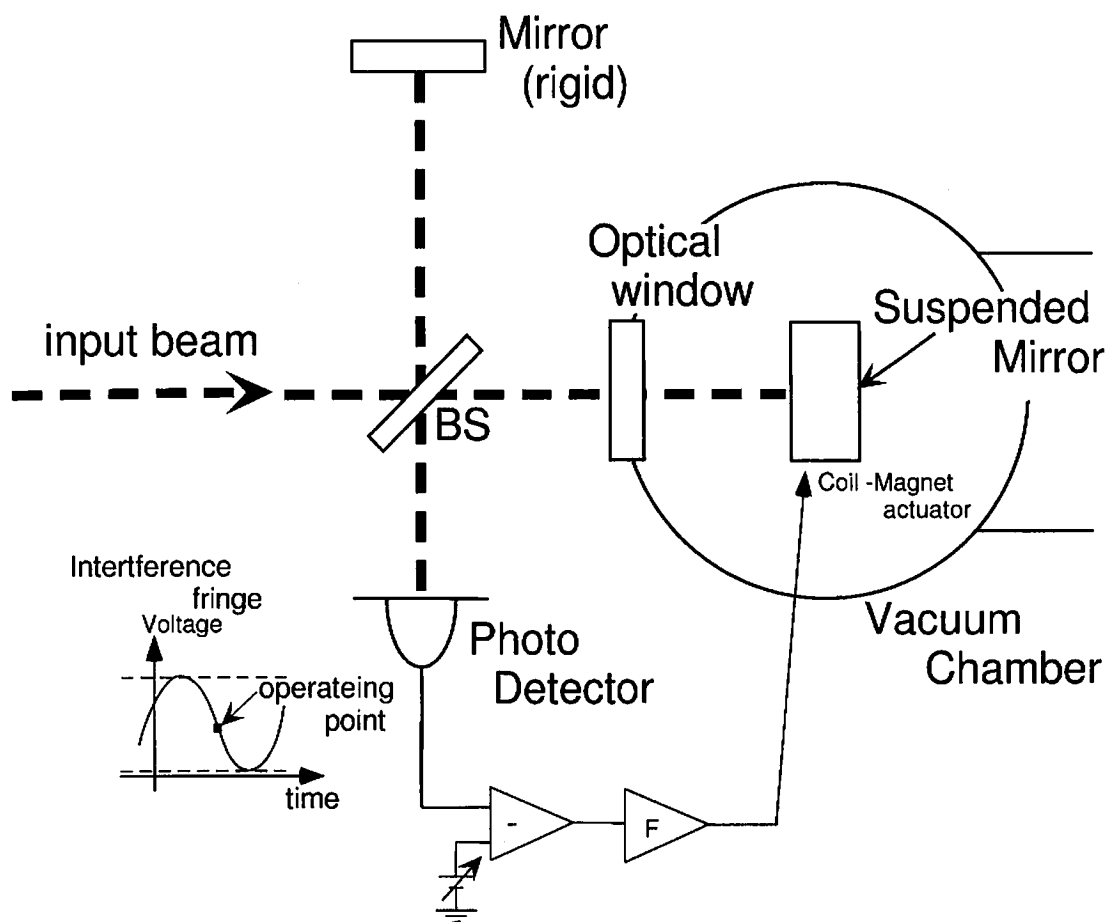 Mirror
(rigid)
Optical
window
Suspended
Mirror
input beam
BS
Coil -Magnet
actuator
Intertference
fringe
Voltage
operateing
point
time
Photo
Detector
Vacuum
Chamber
-
F